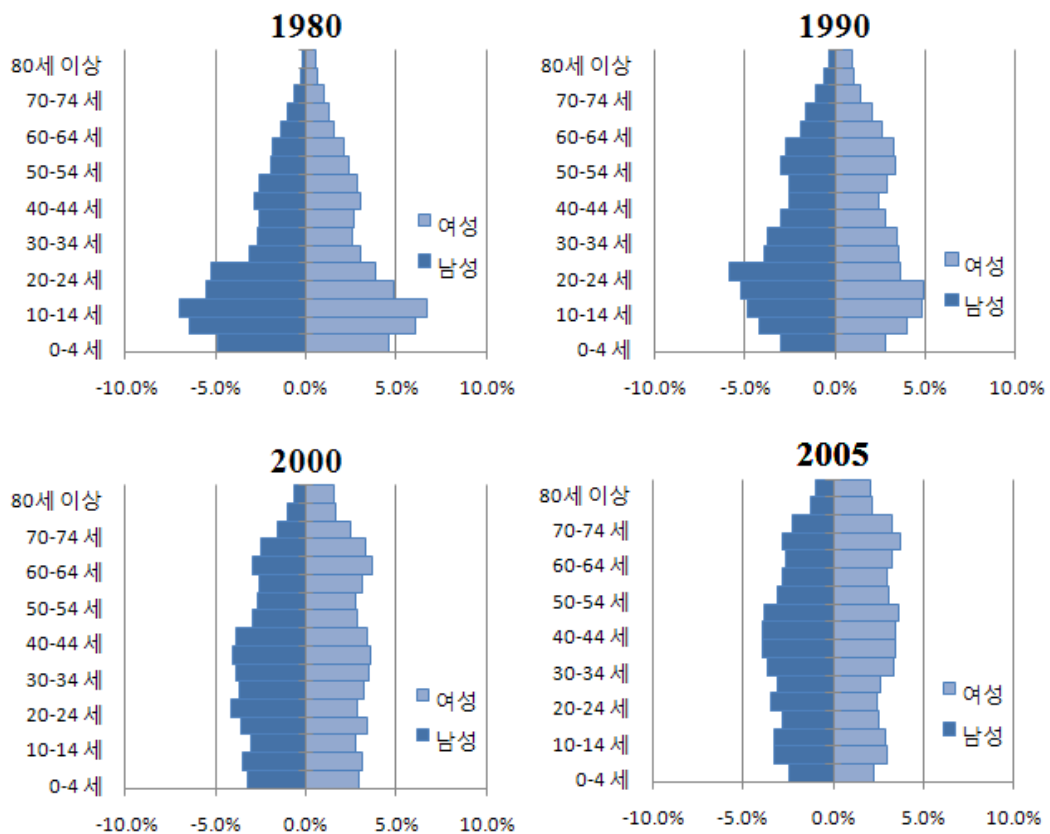 1980
80세 이상
70-74 세
60-64 세
50-54 세
40-44 세
30-34 세
20-24 세
10-14 세
0-4 세
여성
남성
-10.0% -5.0% 0.0% 5.0% 10.0%
1990
80세 이상
70-74 세
60-64 세
50-54 세
40-44 세
30-34 세
20-24 세
10-14 세
0-4 세
여성
남성
-10.0% -5.0% 0.0% 5.0% 10.0%
2000
80세 이상
70-74 세
60-64 세
50-54 세
40-44 세
30-34 세
20-24 세
10-14 세
0-4 세
여성
남성
-10.0% -5.0% 0.0% 5.0% 10.0%
2005
80세 이상
70-74 세
60-64 세
50-54 세
40-44 세
30-34 세
20-24 세
10-14 세
0-4 세
여성
남성
-10.0% -5.0% 0.0% 5.0% 10.0%